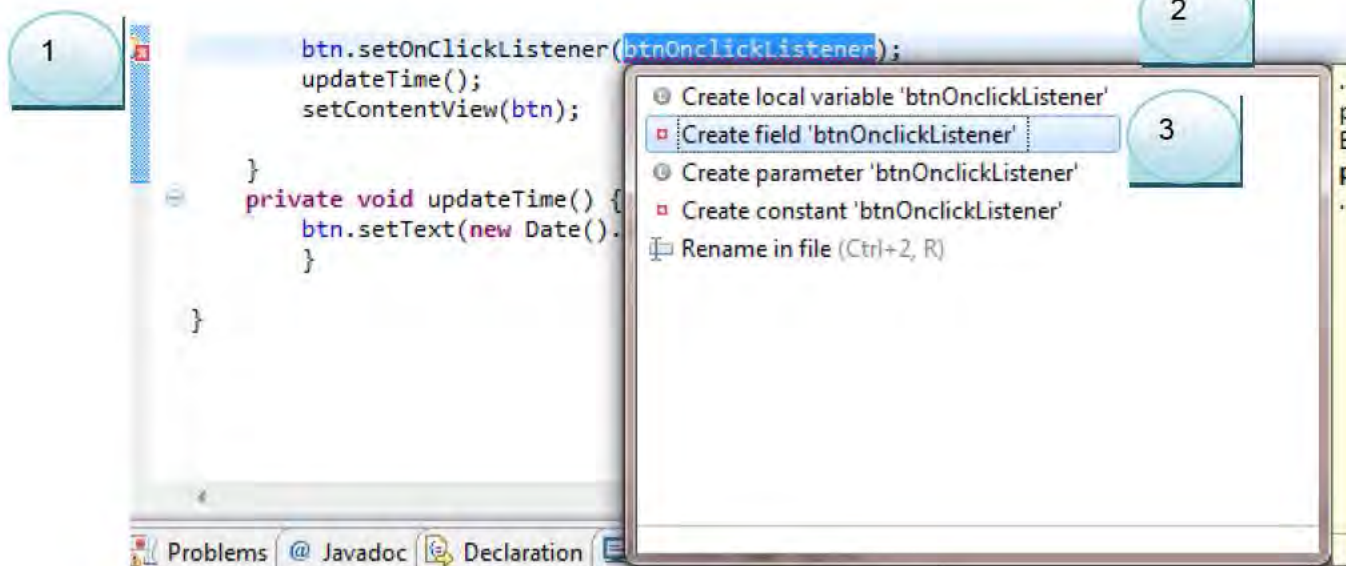 2
1
btn.setOnClickListener(btnOnclickListener);
updateTime();
setContentView(btn);
}
private void updateTime() {
btn.setText(new Date().
}
}
Create local variable 'btnOnclickListener'
Create field 'btnOnclickListener'
3
Create parameter 'btnOnclickListener'
Create constant 'btnOnclickListener'
Rename in file (Ctrl+2, R)
Problems @ Javadoc Declaration